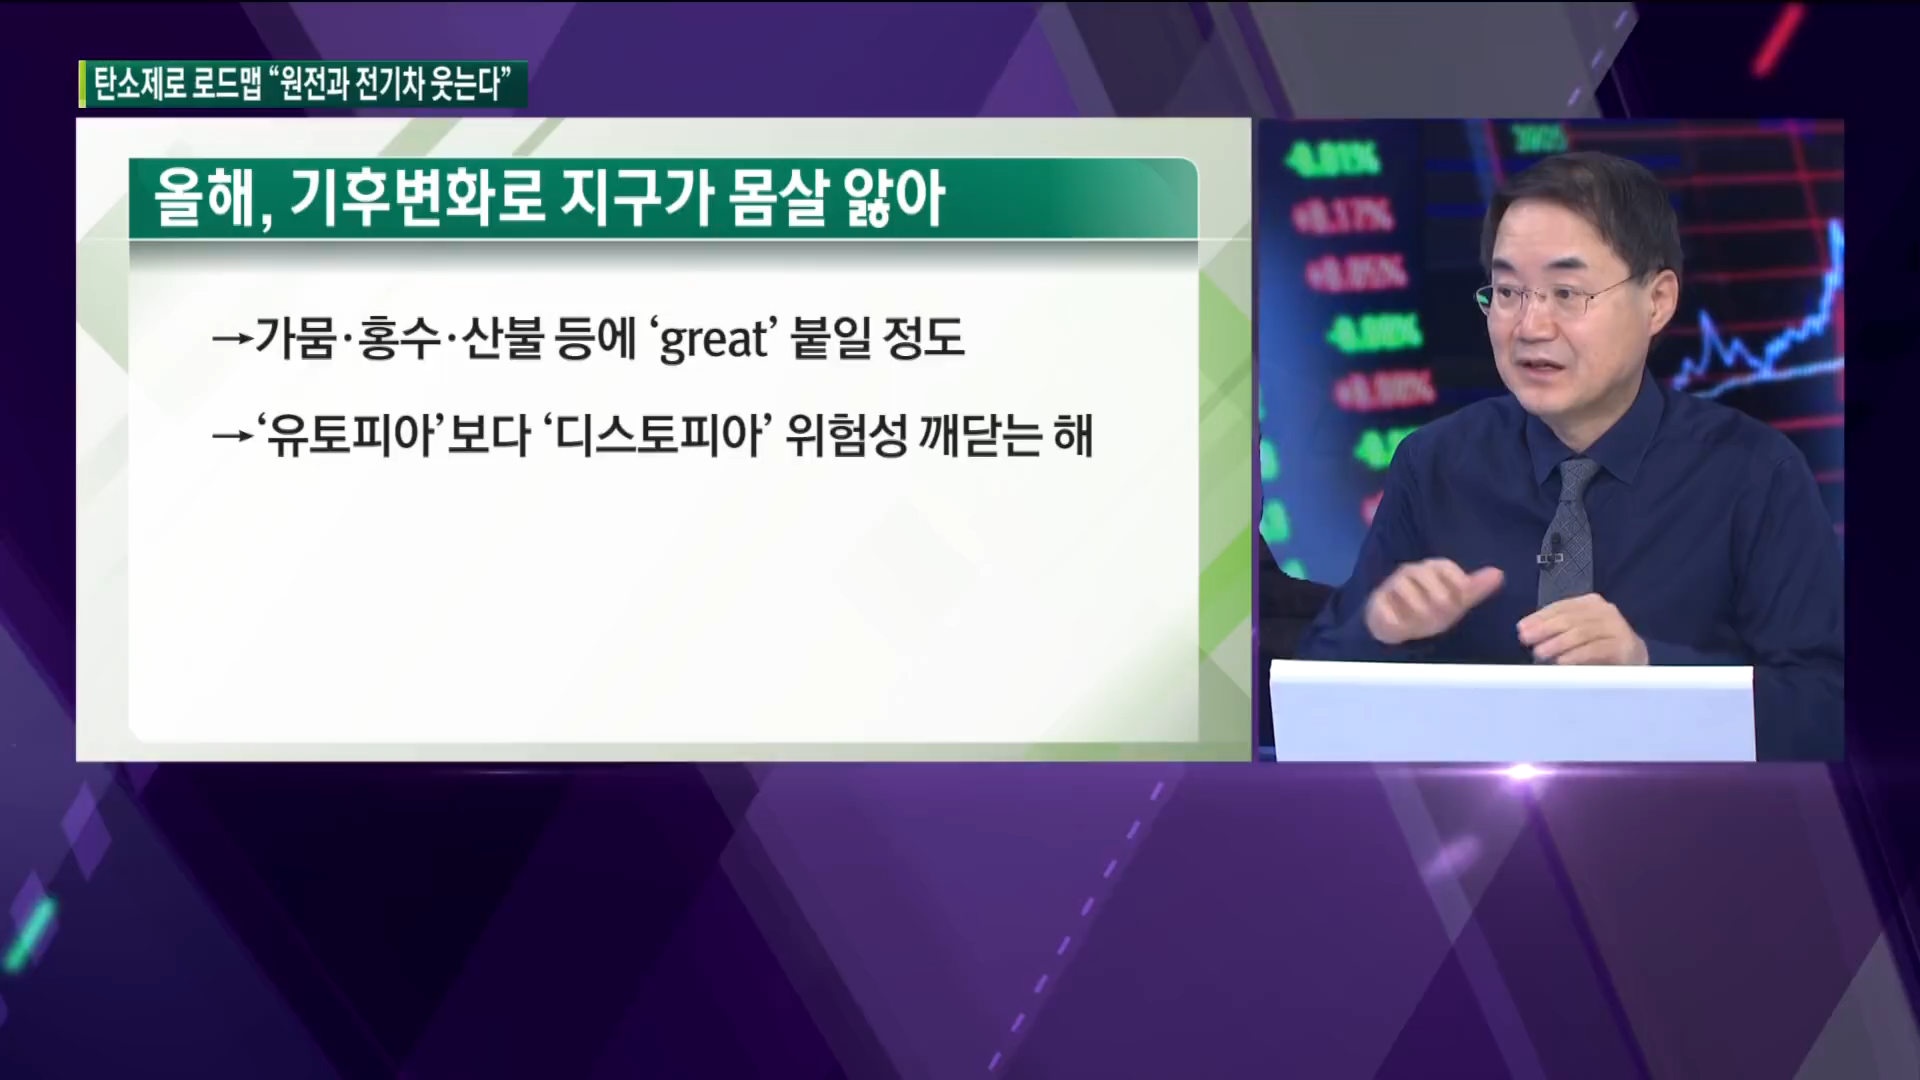 탄소제로 로드맵 “원전과 전기차 웃는다”
올해, 기후변화로 지구가 몸살 앓아
→가뭄·홍수·산불 등에 ‘great’ 붙일 정도
→‘유토피아’보다 ‘디스토피아’ 위험성 깨닫는 해
+0.17%